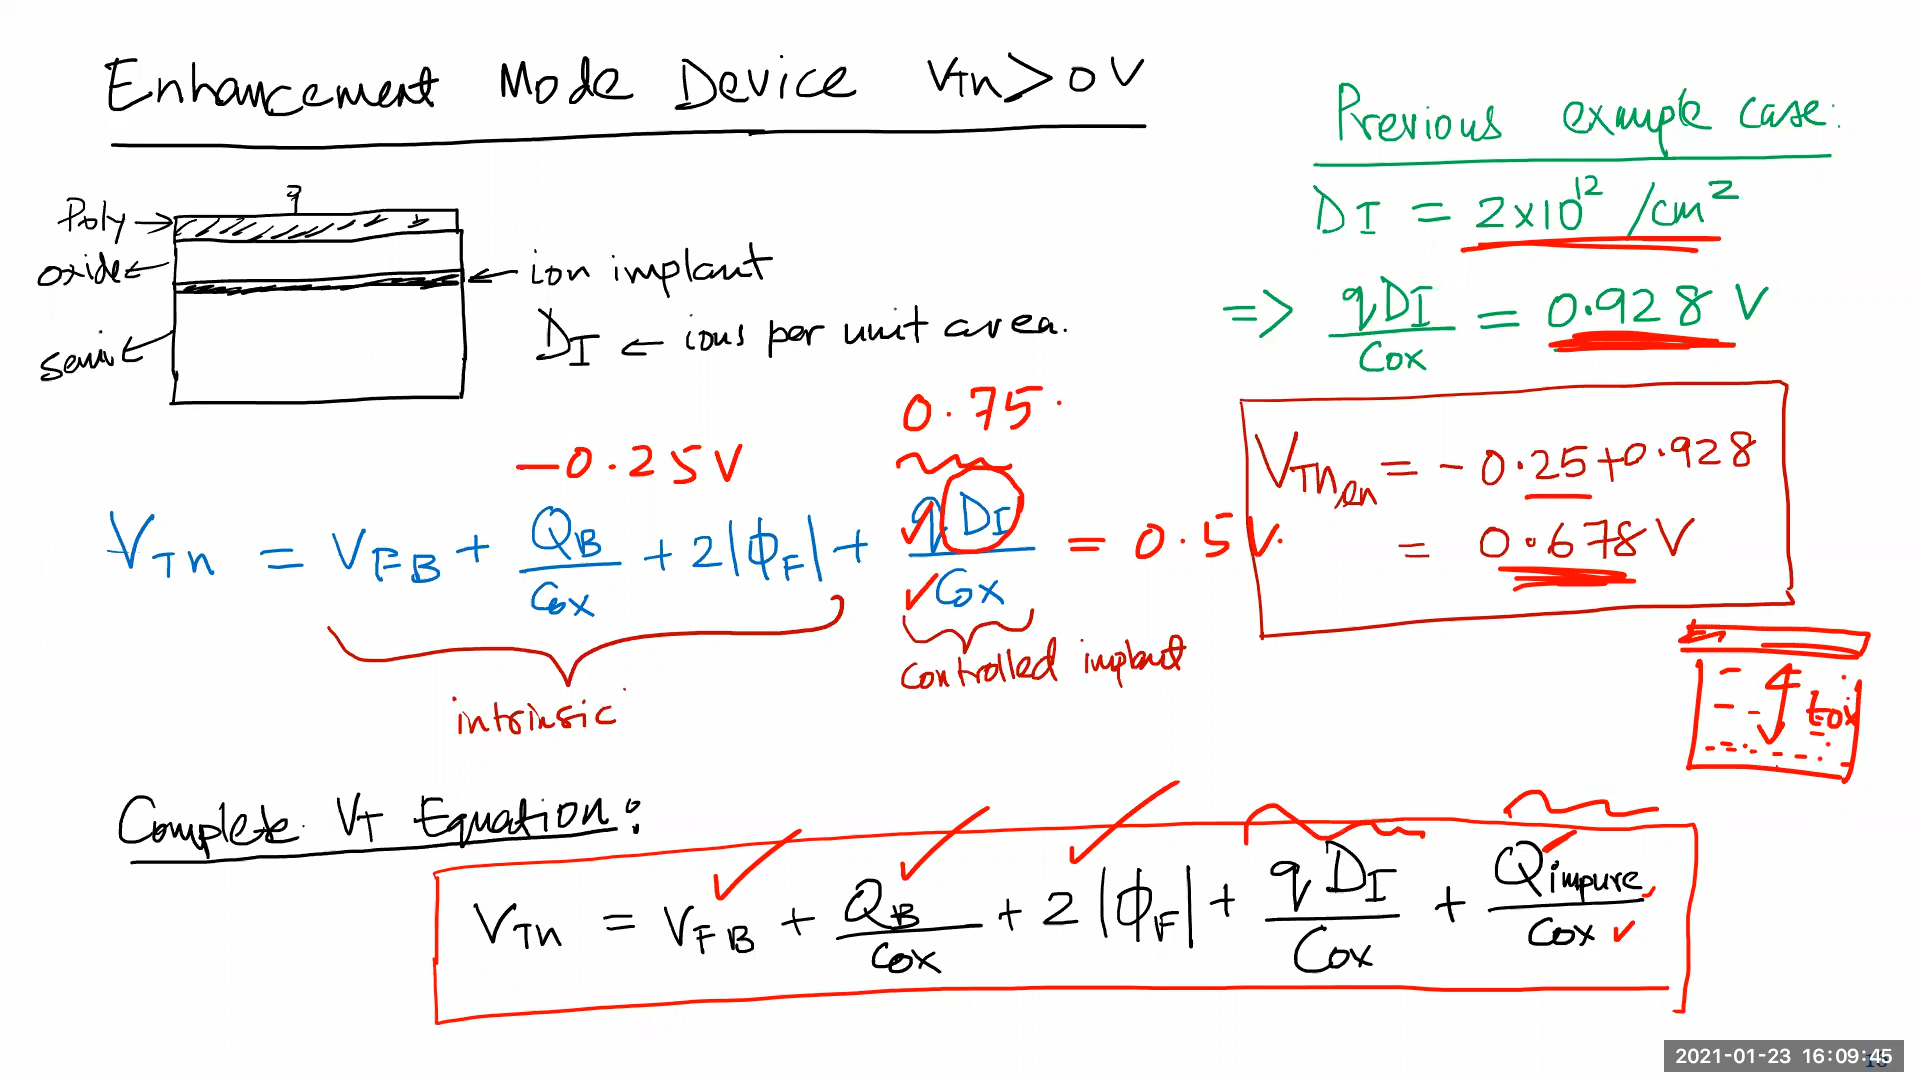 Enhancement Mode Device VTn > 0 V
Previous example case:
DI = 2x10^12 /cm^2
=> qDI/Cox = 0.928 V
Poly
oxide
semi
ion implant
DI ← ions per unit area.
-0.25V
0.75
VTn = VFB + QB/Cox + 2|ϕF| + qDI/Cox = 0.5V.
intrinsic
controlled implant
VTn_en = -0.25+0.928
= 0.678 V
tox
Complete VT Equation:
VTn = VFB + QB/Cox + 2|ϕF| + qDI/Cox + Qimpure/Cox
2021-01-23 16:09:45